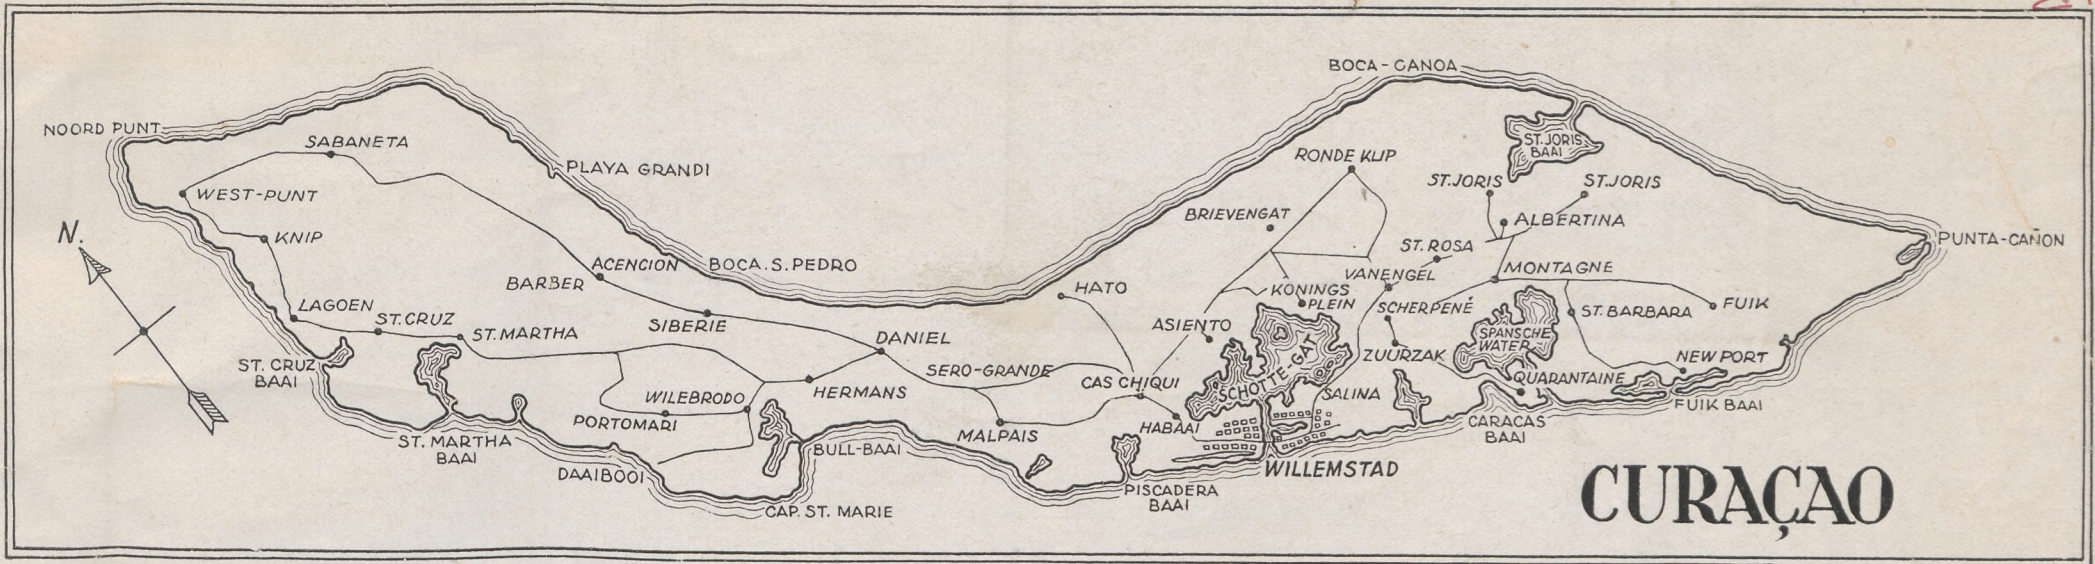 BOCA-CANOA
NOORD PUNT
SABANETA
PLAYA GRANDI
WEST-PUNT
N.
KNIP
RONDE KLIP
ST. JORIS
BAAI
ST. JORIS
ST. JORIS
BRIEVENGAT
ALBERTINA
ST. ROSA
PUNTA-CAÑON
ACENCION
BOCA. S. PEDRO
BARBER
HATO
VANENGEL
MONTAGNE
KONINGS
PLEIN
LAGOEN
ST. CRUZ
ST. MARTHA
SIBERIE
DANIEL
ASIENTO
SCHERPENÉ
ST. BARBARA
FUIK
SPANSCHE
WATER
ST. CRUZ
BAAI
SERO-GRANDE
CAS CHIQUI
SCHOTTE-GAT
ZUURZAK
NEW PORT
QUARANTAINE
WILEBRODO
HERMANS
SALINA
FUIK BAAI
PORTOMARI
MALPAIS
HABAAI
CARACAS
BAAI
ST. MARTHA
BAAI
BULL-BAAI
DAAIBOOI
WILLEMSTAD
PISCADERA
BAAI
CAP. ST. MARIE
CURAÇAO